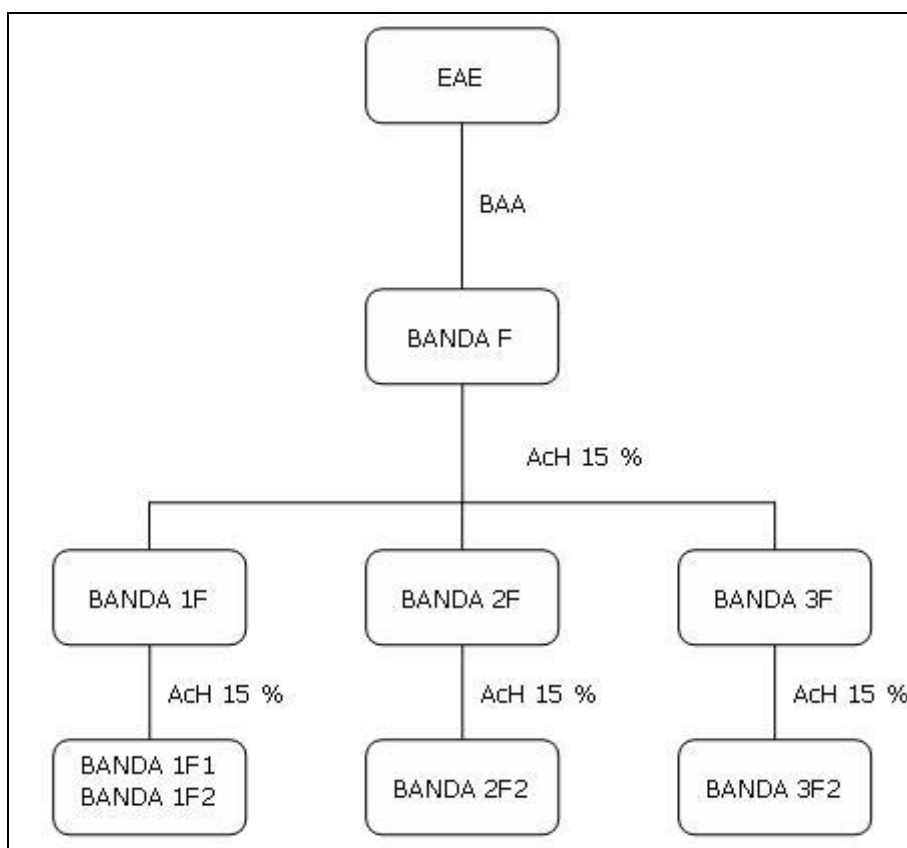 EAE
BAA
BANDA F
AcH 15 %
BANDA 1F
BANDA 2F
BANDA 3F
AcH 15 %
AcH 15 %
AcH 15 %
BANDA 1F1
BANDA 1F2
BANDA 2F2
BANDA 3F2